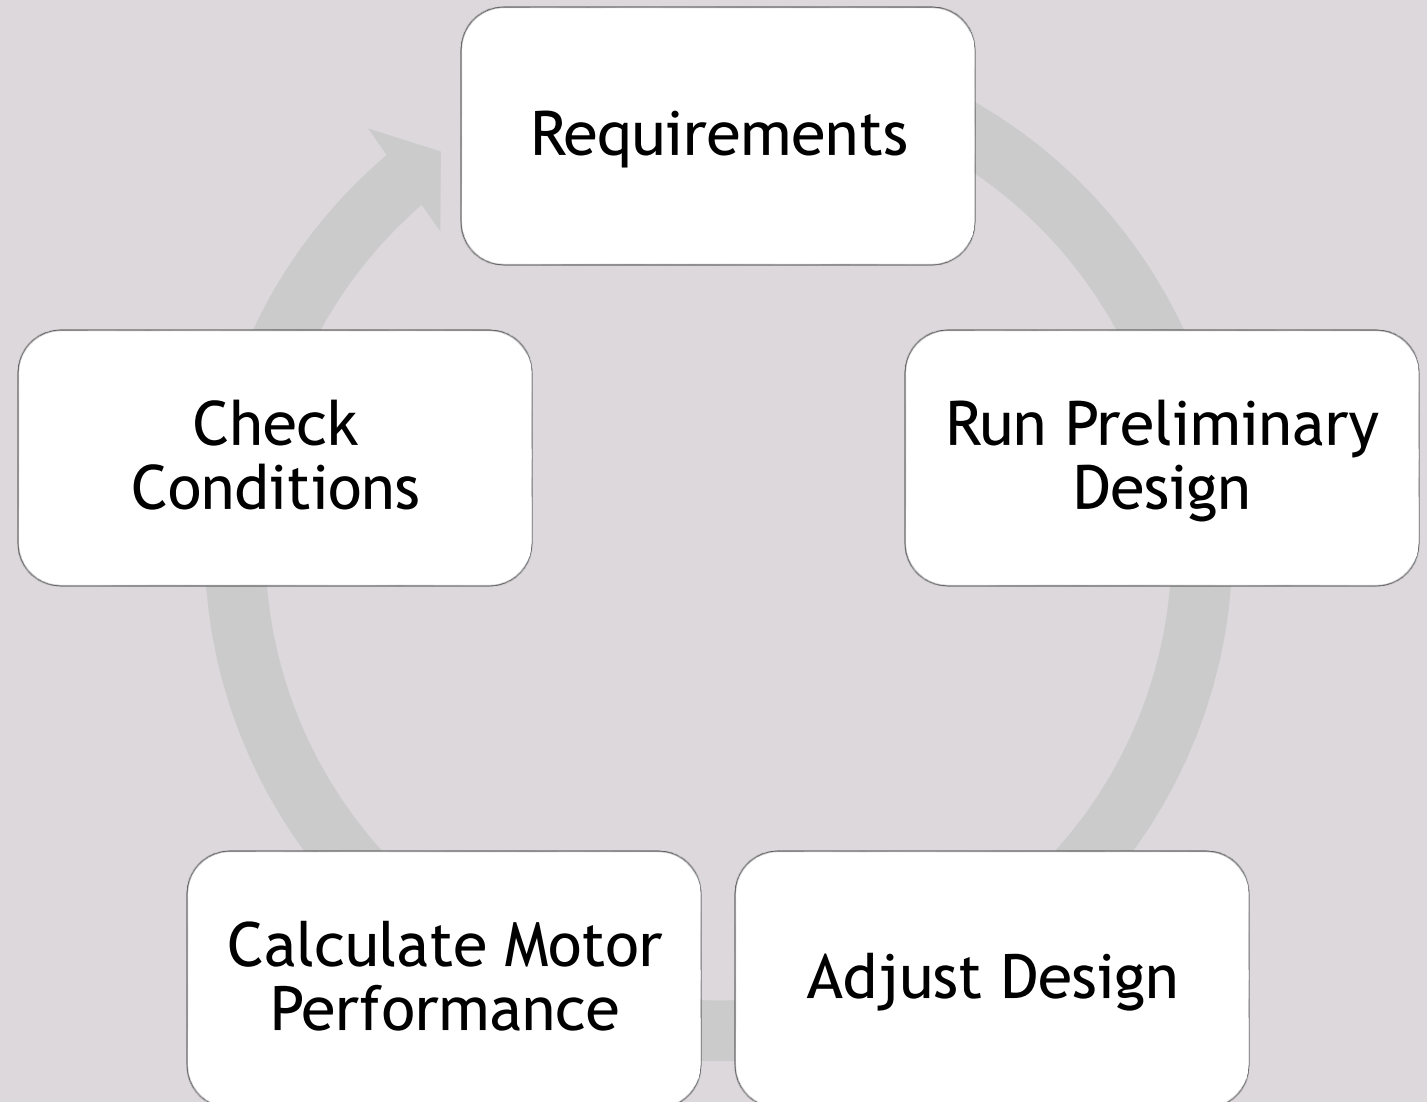 Requirements
Run Preliminary
Design
Adjust Design
Calculate Motor
Performance
Check
Conditions